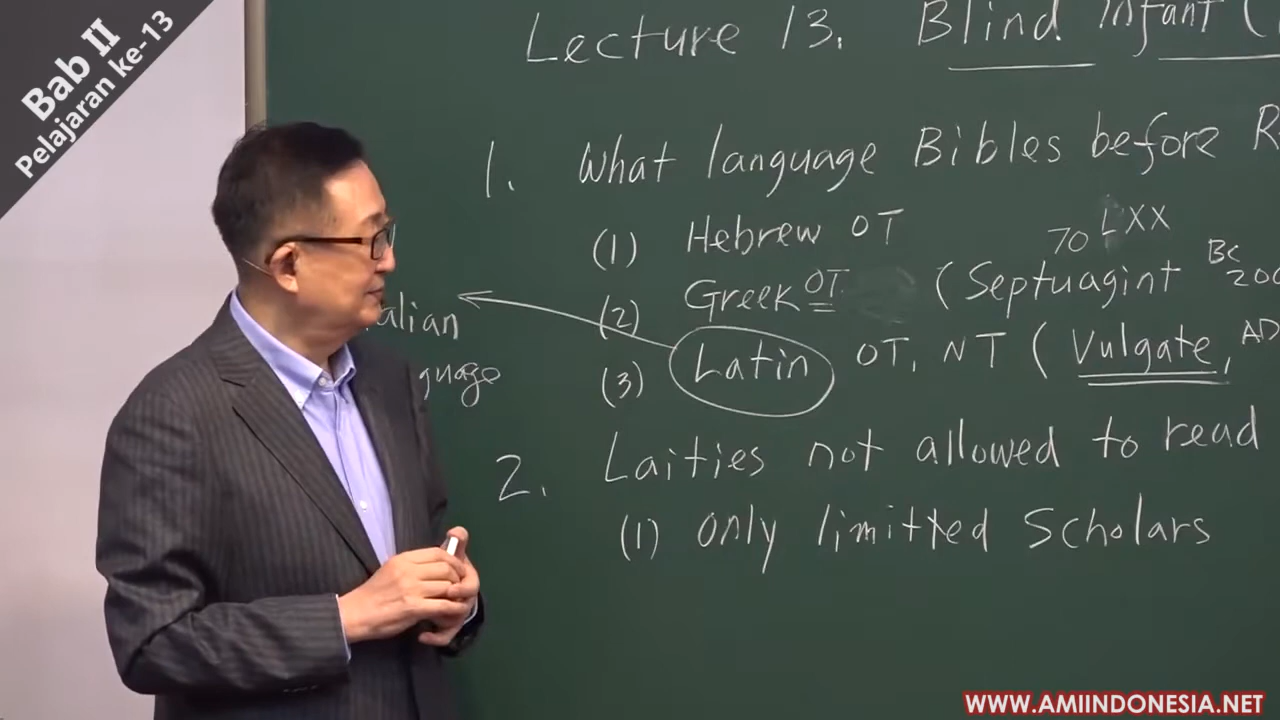 Bab II
Pelajaran ke-13
Lecture 13. Blind Infant (
1. What language Bibles before R
(1) Hebrew OT
70 LXX
(2) Greek OT (Septuagint BC 200
(3) Latin OT, NT (Vulgate, AD
2. Laities not allowed to read
(1) only limitted Scholars
WWW.AMIINDONESIA.NET